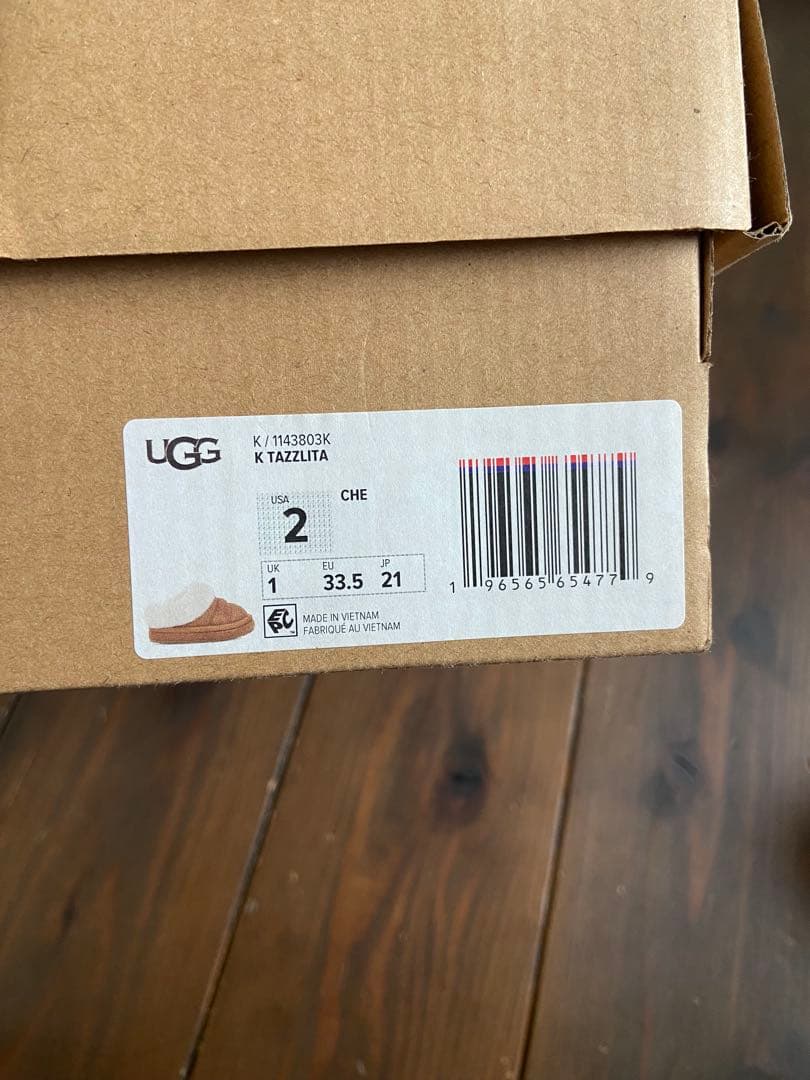 UGG
K / 1143803K
K TAZZLITA
USA
2
CHE
UK EU JP
1 33.5 21
EPC
MADE IN VIETNAM
FABRIQUÉ AU VIETNAM
1 96565 65477 9